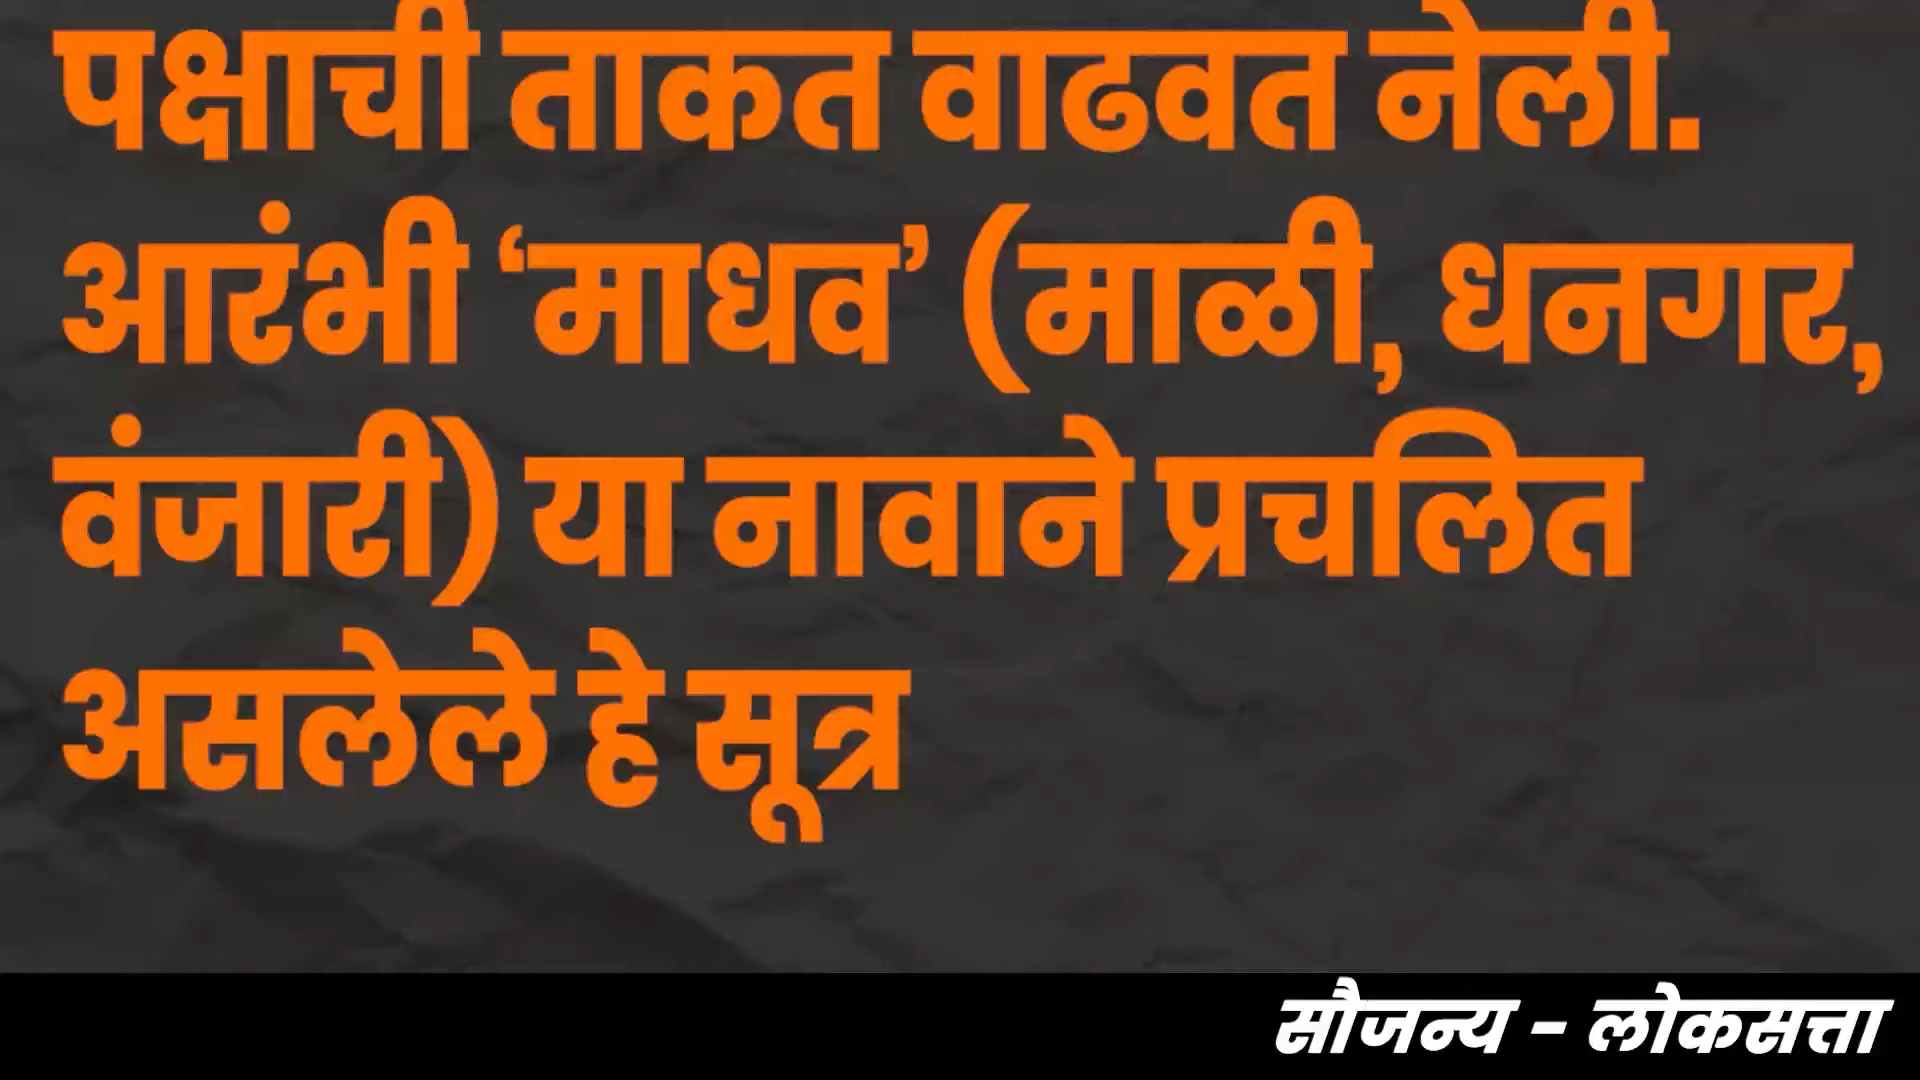 पक्षाची ताकत वाढवत नेली.
आरंभी ‘माधव’ (माळी, धनगर,
वंजारी) या नावाने प्रचलित
असलेले हे सूत्र
सौजन्य - लोकसत्ता